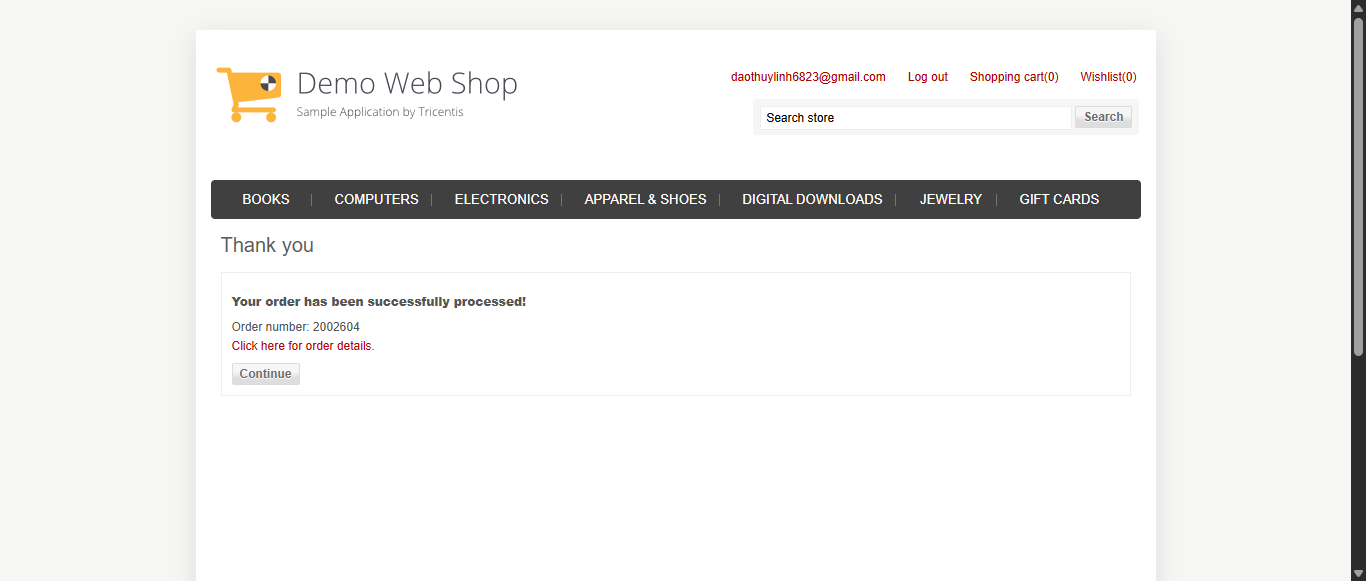 Demo Web Shop
Sample Application by Tricentis
daothuylinh6823@gmail.com Log out Shopping cart(0) Wishlist(0)
Search store Search
BOOKS COMPUTERS ELECTRONICS APPAREL & SHOES DIGITAL DOWNLOADS JEWELRY GIFT CARDS
Thank you
Your order has been successfully processed!
Order number: 2002604
Click here for order details.
Continue